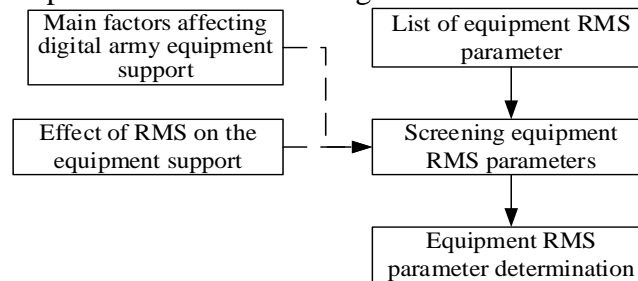 Main factors affecting
digital army equipment
support
List of equipment RMS
parameter
Effect of RMS on the
equipment support
Screening equipment
RMS parameters
Equipment RMS
parameter determination